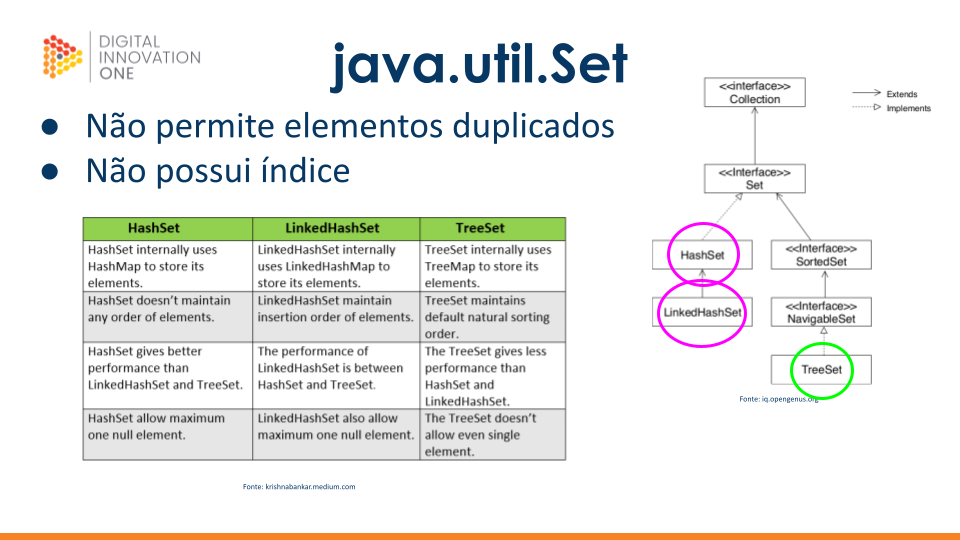 DIGITAL
INNOVATION
ONE
java.util.Set
● Não permite elementos duplicados
● Não possui índice
HashSet LinkedHashSet TreeSet
HashSet internally uses
HashMap to store its
elements.
LinkedHashSet internally
uses LinkedHashMap to
store its elements.
TreeSet internally uses
TreeMap to store its
elements.
HashSet doesn't maintain
any order of elements.
LinkedHashSet maintain
insertion order of elements.
TreeSet maintains
default natural sorting
order.
HashSet gives better
performance than
LinkedHashSet and TreeSet.
The performance of
LinkedHashSet is between
HashSet and TreeSet.
The TreeSet gives less
performance than
HashSet and
LinkedHashSet.
HashSet allow maximum
one null element.
LinkedHashSet also allow
maximum one null element.
The TreeSet doesn't
allow even single
element.
Fonte: krishnabankar.medium.com
<<interface>>
Collection
Extends
Implements
<<Interface>>
Set
HashSet
<<Interface>>
SortedSet
LinkedHashSet
<<Interface>>
NavigableSet
TreeSet
Fonte: iq.opengenus.org